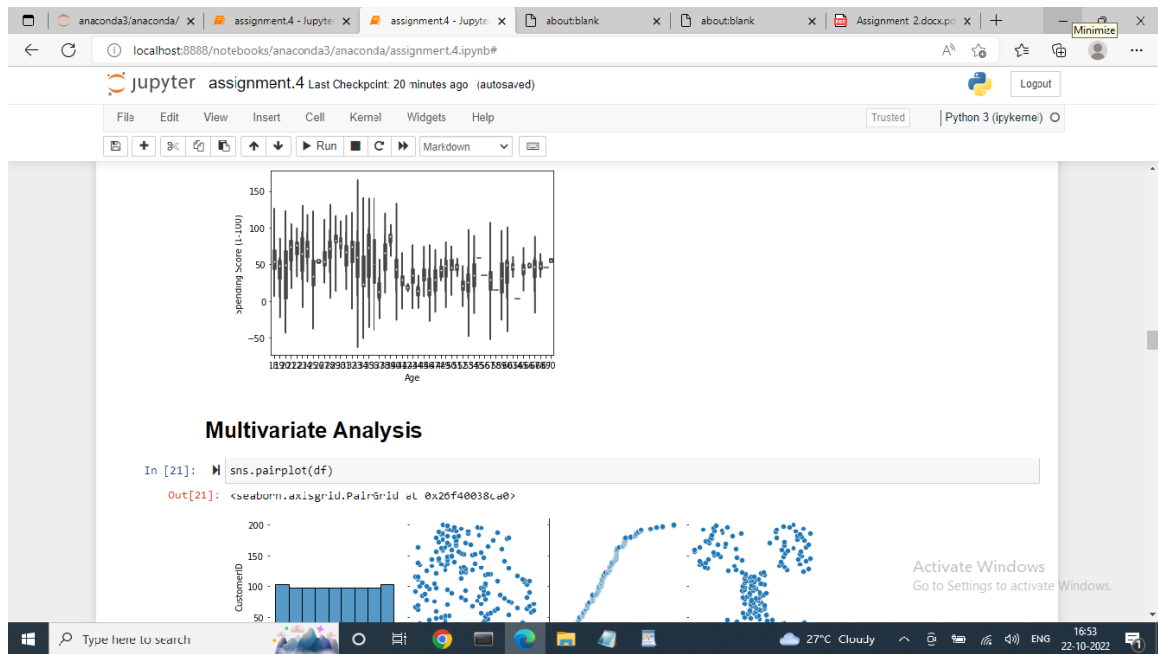 anaconda3/anaconda/
assignment.4 - Jupyte
assignment.4 - Jupyte
about:blank
about:blank
Assignment 2.docx.pd
Minimize
localhost:8888/notebooks/anaconda3/anaconda/assignment.4.ipynb#
jupyter assignment.4 Last Checkpoint: 20 minutes ago (autosaved)
Logout
File Edit View Insert Cell Kernel Widgets Help
Trusted
Python 3 (ipykernel)
Run
Markdown
150
100
50
0
-50
Spending Score (1-100)
Age
Multivariate Analysis
In [21]: sns.pairplot(df)
Out[21]: <seaborn.axisgrid.PairGrid at 0x26f40038ca0>
200
150
100
50
CustomerID
Activate Windows
Go to Settings to activate Windows.
Type here to search
27°C Cloudy
ENG
16:53
22-10-2022
1